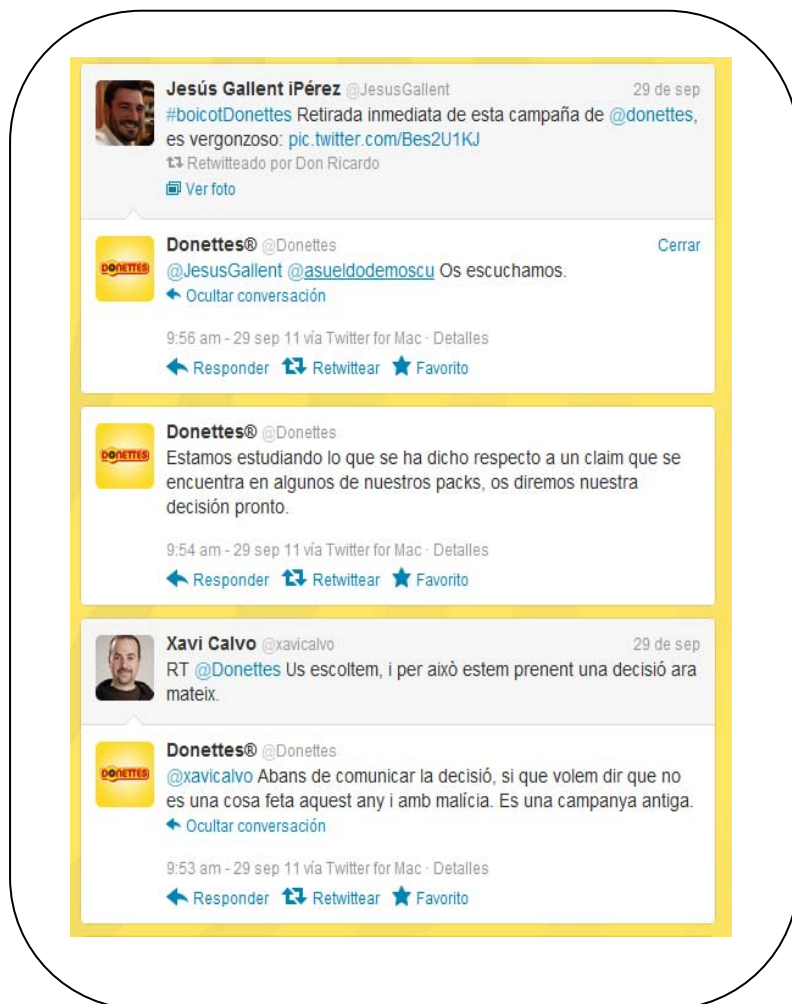 Jesús Gallent iPérez @JesusGallent 29 de sep
#boicotDonettes Retirada inmediata de esta campaña de @donettes,
es vergonzoso: pic.twitter.com/Bes2U1KJ
Retwitteado por Don Ricardo
Ver foto
DONETTES
Donettes® @Donettes Cerrar
@JesusGallent @asueldodemoscu Os escuchamos.
Ocultar conversación
9:56 am - 29 sep 11 vía Twitter for Mac · Detalles
Responder Retwittear Favorito
DONETTES
Donettes® @Donettes
Estamos estudiando lo que se ha dicho respecto a un claim que se
encuentra en algunos de nuestros packs, os diremos nuestra
decisión pronto.
9:54 am - 29 sep 11 vía Twitter for Mac · Detalles
Responder Retwittear Favorito
Xavi Calvo @xavicalvo 29 de sep
RT @Donettes Us escoltem, i per això estem prenent una decisió ara
mateix.
DONETTES
Donettes® @Donettes
@xavicalvo Abans de comunicar la decisió, si que volem dir que no
es una cosa feta aquest any i amb malícia. Es una campanya antiga.
Ocultar conversación
9:53 am - 29 sep 11 vía Twitter for Mac · Detalles
Responder Retwittear Favorito